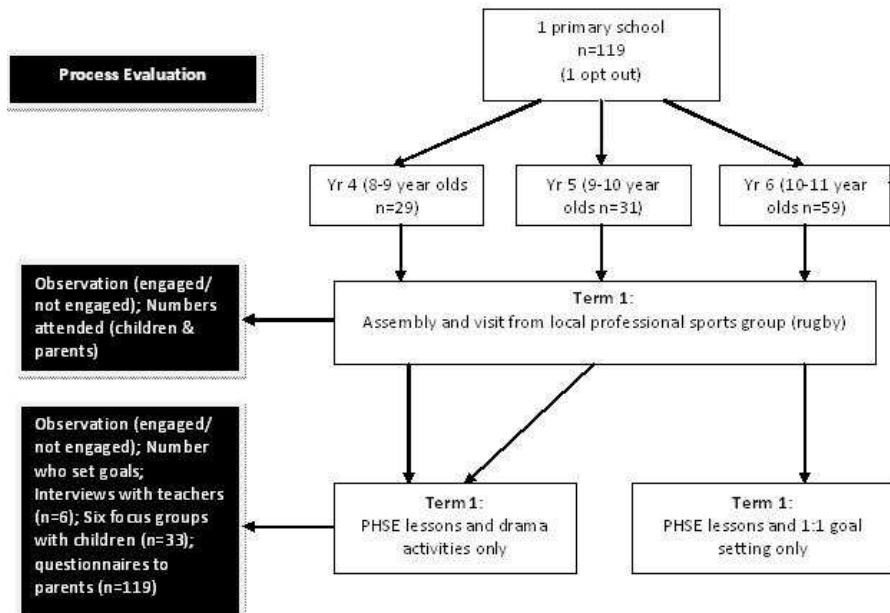 1 primary school
n=119
(1 opt out)
Process Evaluation
Yr 4 (8-9 year olds
n=29)
Yr 5 (9-10 year
olds n=31)
Yr 6 (10-11 year
olds n=59)
Observation (engaged/
not engaged); Numbers
attended (children &
parents)
Term 1:
Assembly and visit from local professional sports group (rugby)
Observation (engaged/
not engaged); Number
who set goals;
Interviews with teachers
(n=6); Six focus groups
with children (n=33);
questionnaires to
parents (n=119)
Term 1:
PHSE lessons and drama
activities only
Term 1:
PHSE lessons and 1:1 goal
setting only